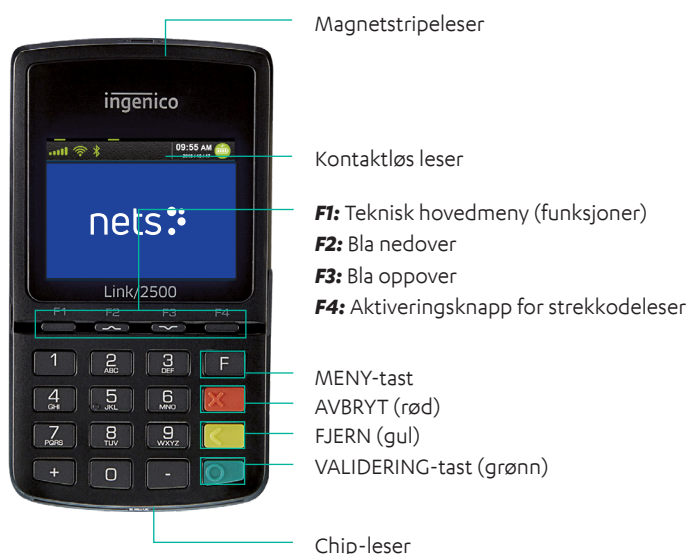 Magnetstripeleser
ingenico
09:55 AM
Kontaktløs leser
nets
F1: Teknisk hovedmeny (funksjoner)
F2: Bla nedover
F3: Bla oppover
F4: Aktiveringsknapp for strekkodeleser
Link/2500
F1 F2 F3 F4
1 2 ABC 3 DEF F
MENY-tast
4 GHI 5 JKL 6 MNO
AVBRYT (rød)
7 PQRS 8 TUV 9 WXYZ
FJERN (gul)
+ 0 -
VALIDERING-tast (grønn)
Chip-leser